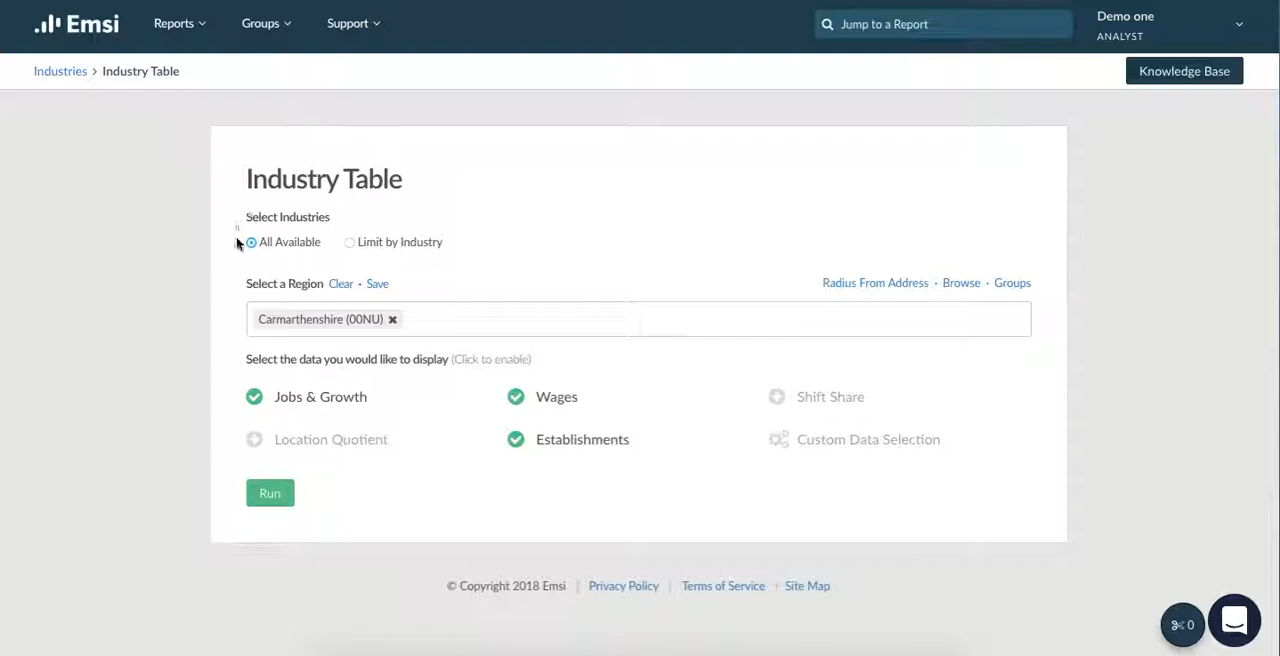 Emsi Reports Groups Support Jump to a Report Demo one
ANALYST
Industries > Industry Table Knowledge Base
Industry Table
Select Industries
All Available Limit by Industry
Select a Region Clear · Save Radius From Address · Browse · Groups
Carmarthenshire (00NU) ✖
Select the data you would like to display (Click to enable)
Jobs & Growth Wages Shift Share
Location Quotient Establishments Custom Data Selection
Run
© Copyright 2018 Emsi | Privacy Policy | Terms of Service | Site Map
0